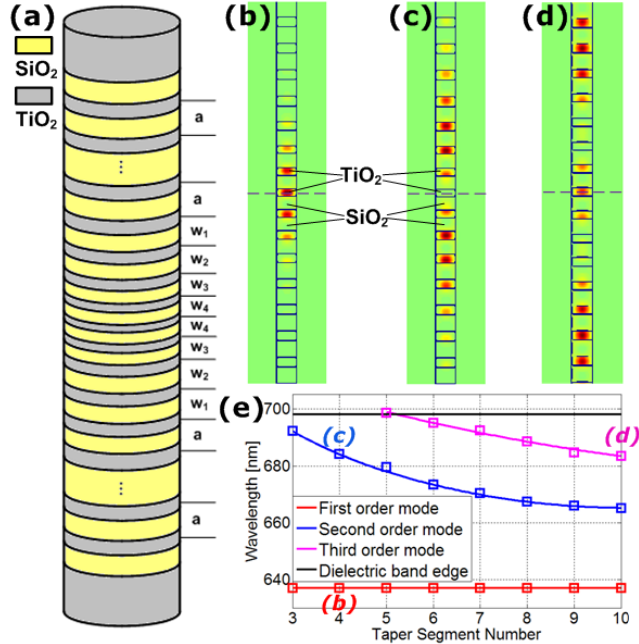 (a)
SiO2
TiO2
a
⋮
a
w1
w2
w3
w4
w4
w3
w2
w1
a
⋮
a
(b)
(c)
(d)
TiO2
SiO2
(e)
Wavelength [nm]
700
680
660
640
(c)
(d)
First order mode
Second order mode
Third order mode
Dielectric band edge
(b)
3 4 5 6 7 8 9 10
Taper Segment Number